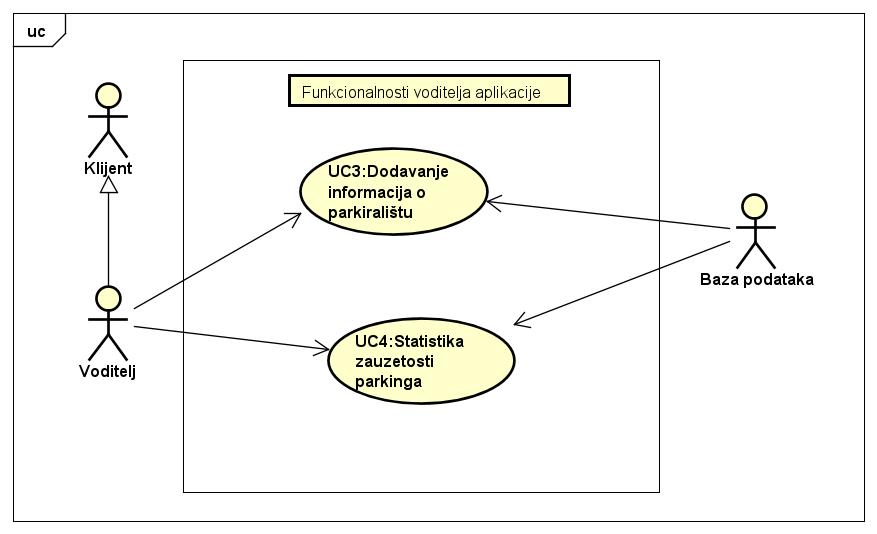 uc
Funkcionalnosti voditelja aplikacije
Klijent
UC3:Dodavanje
informacija o
parkiralištu
Baza podataka
Voditelj
UC4:Statistika
zauzetosti
parkinga